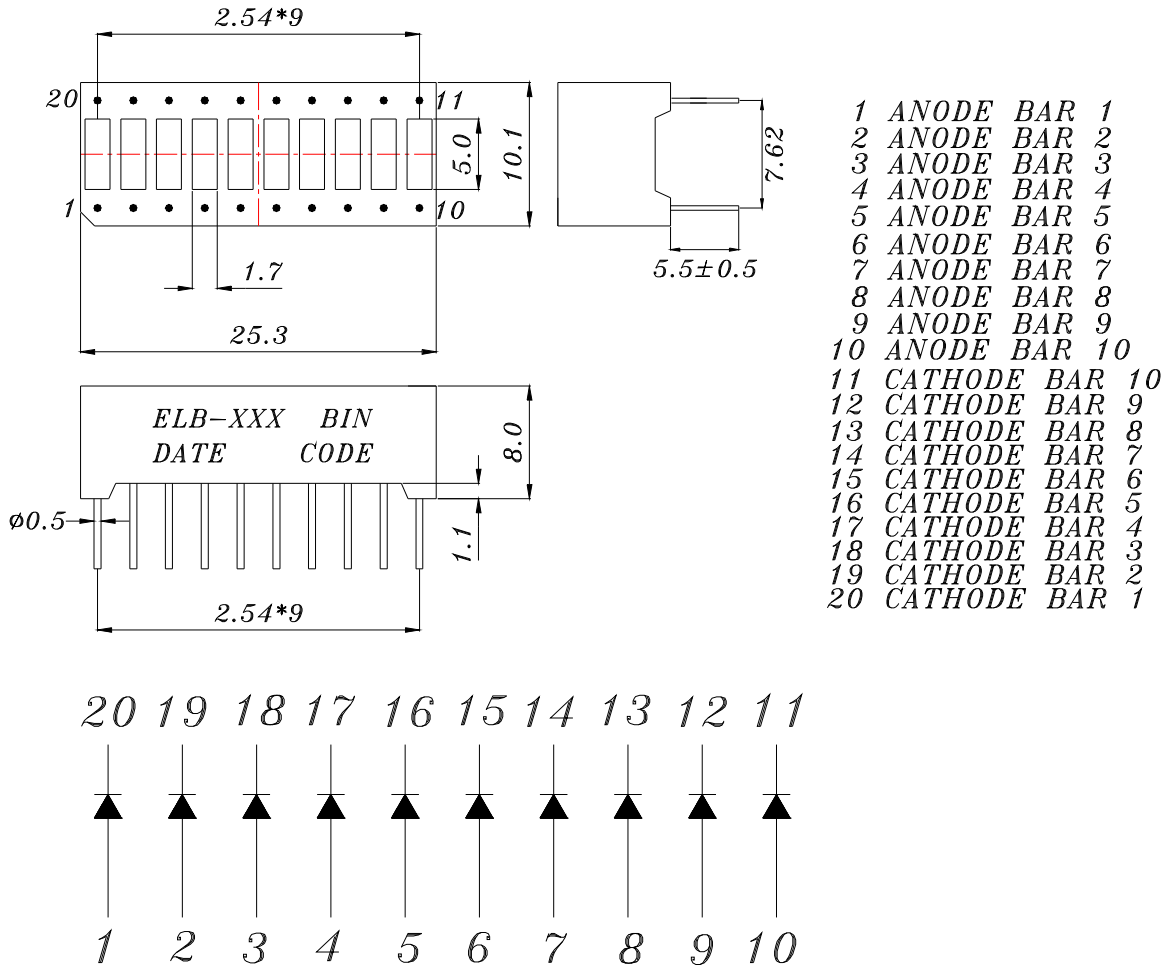 2.54*9
20
11
1
10
5.0
10.1
1.7
25.3
7.62
5.5±0.5
1 ANODE BAR 1
2 ANODE BAR 2
3 ANODE BAR 3
4 ANODE BAR 4
5 ANODE BAR 5
6 ANODE BAR 6
7 ANODE BAR 7
8 ANODE BAR 8
9 ANODE BAR 9
10 ANODE BAR 10
11 CATHODE BAR 10
12 CATHODE BAR 9
13 CATHODE BAR 8
14 CATHODE BAR 7
15 CATHODE BAR 6
16 CATHODE BAR 5
17 CATHODE BAR 4
18 CATHODE BAR 3
19 CATHODE BAR 2
20 CATHODE BAR 1
ELB-XXX BIN
DATE CODE
8.0
ø0.5
1.1
2.54*9
20 19 18 17 16 15 14 13 12 11
1 2 3 4 5 6 7 8 9 10